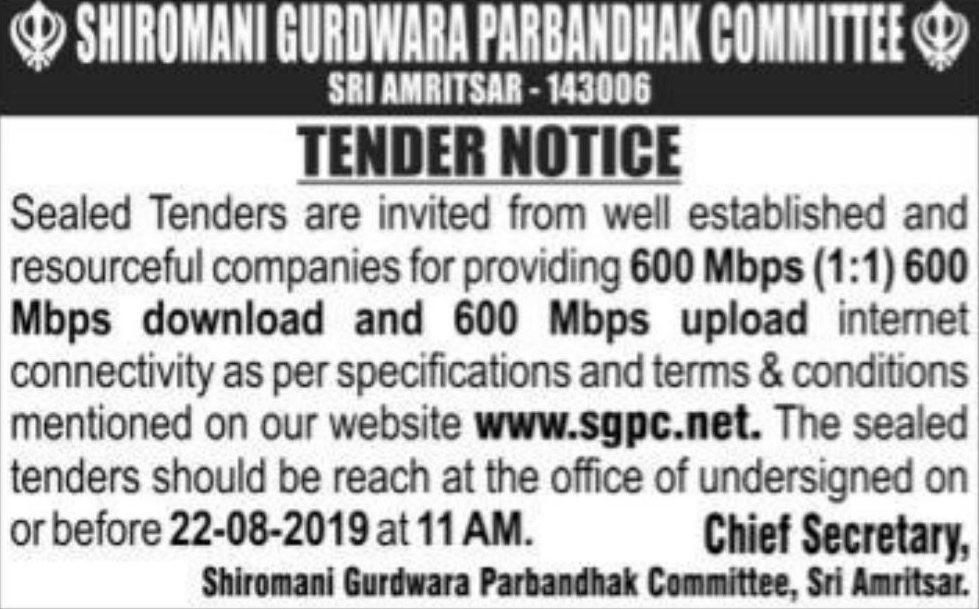 SHIROMANI GURDWARA PARBANDHAK COMMITTEE
SRI AMRITSAR - 143006
TENDER NOTICE
Sealed Tenders are invited from well established and
resourceful companies for providing 600 Mbps (1:1) 600
Mbps download and 600 Mbps upload internet
connectivity as per specifications and terms & conditions
mentioned on our website www.sgpc.net. The sealed
tenders should be reach at the office of undersigned on
or before 22-08-2019 at 11 AM. Chief Secretary,
Shiromani Gurdwara Parbandhak Committee, Sri Amritsar.